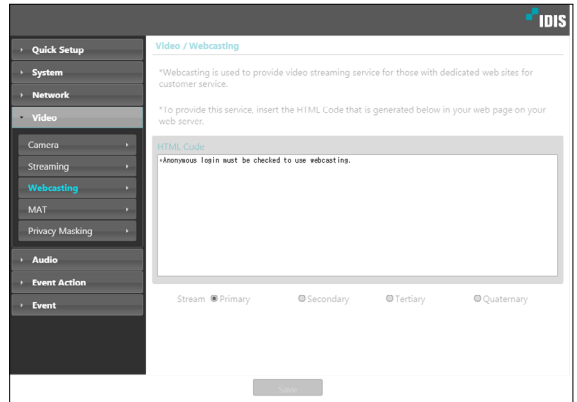 IDIS
Quick Setup
System
Network
Video
Camera
Streaming
Webcasting
MAT
Privacy Masking
Audio
Event Action
Event
Video / Webcasting
*Webcasting is used to provide video streaming service for those with dedicated web sites for
customer service.
*To provide this service, insert the HTML Code that is generated below in your web page on your
web server.
HTML Code
*Anonymous login must be checked to use webcasting.
Stream Primary Secondary Tertiary Quaternary
Save